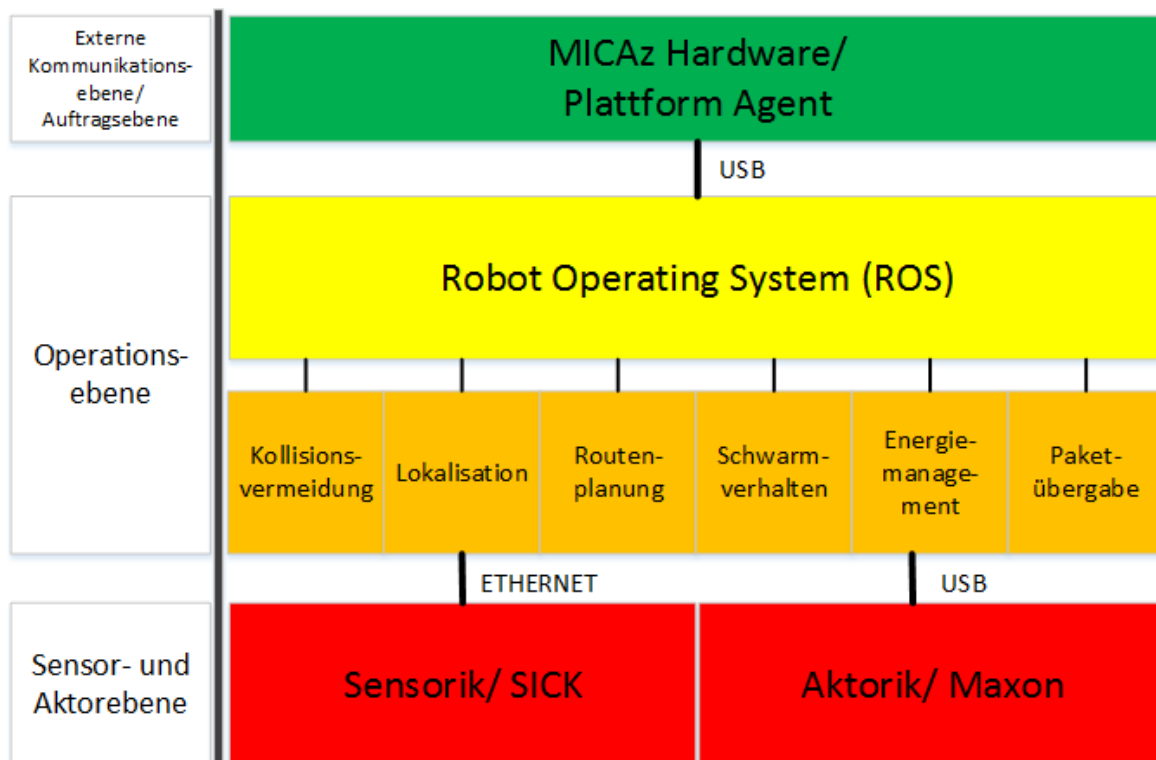 Externe
Kommunikations-
ebene/
Auftragsebene
MICAz Hardware/
Plattform Agent
USB
Operations-
ebene
Robot Operating System (ROS)
Kollisions-
vermeidung
Lokalisation
Routen-
planung
Schwarm-
verhalten
Energie-
manage-
ment
Paket-
übergabe
ETHERNET
USB
Sensor- und
Aktorebene
Sensorik/ SICK
Aktorik/ Maxon